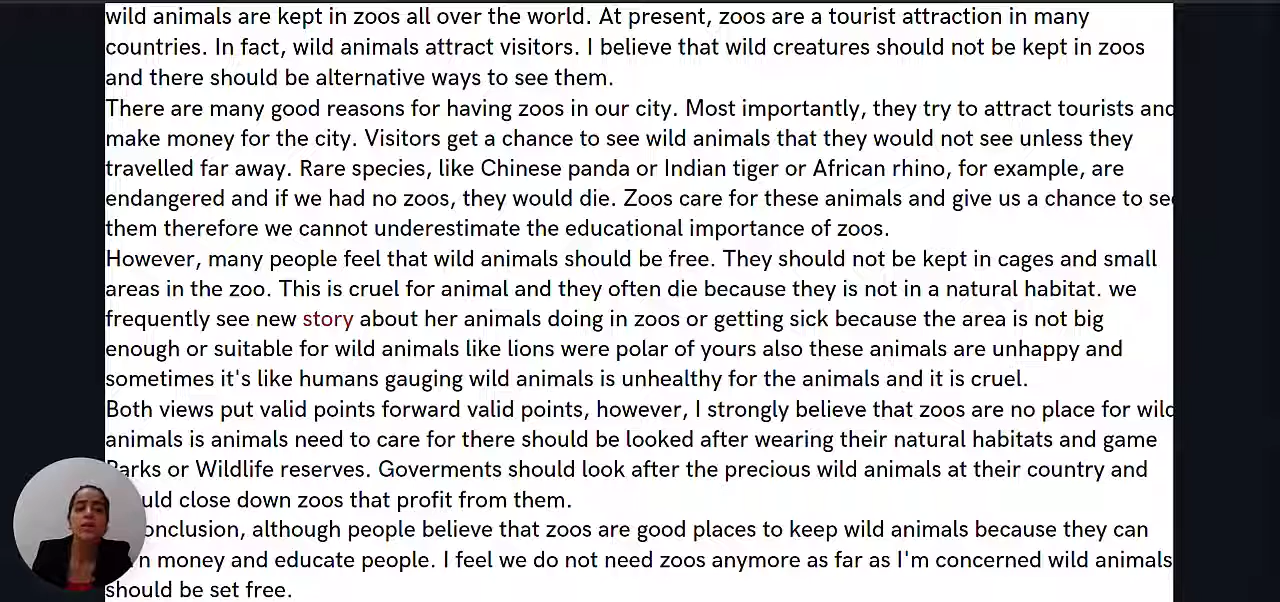 wild animals are kept in zoos all over the world. At present, zoos are a tourist attraction in many
countries. In fact, wild animals attract visitors. I believe that wild creatures should not be kept in zoos
and there should be alternative ways to see them.
There are many good reasons for having zoos in our city. Most importantly, they try to attract tourists and
make money for the city. Visitors get a chance to see wild animals that they would not see unless they
travelled far away. Rare species, like Chinese panda or Indian tiger or African rhino, for example, are
endangered and if we had no zoos, they would die. Zoos care for these animals and give us a chance to see
them therefore we cannot underestimate the educational importance of zoos.
However, many people feel that wild animals should be free. They should not be kept in cages and small
areas in the zoo. This is cruel for animal and they often die because they is not in a natural habitat. we
frequently see new story about her animals doing in zoos or getting sick because the area is not big
enough or suitable for wild animals like lions were polar of yours also these animals are unhappy and
sometimes it's like humans gauging wild animals is unhealthy for the animals and it is cruel.
Both views put valid points forward valid points, however, I strongly believe that zoos are no place for wild
animals is animals need to care for there should be looked after wearing their natural habitats and game
Parks or Wildlife reserves. Goverments should look after the precious wild animals at their country and
uld close down zoos that profit from them.
onclusion, although people believe that zoos are good places to keep wild animals because they can
n money and educate people. I feel we do not need zoos anymore as far as I'm concerned wild animals
should be set free.